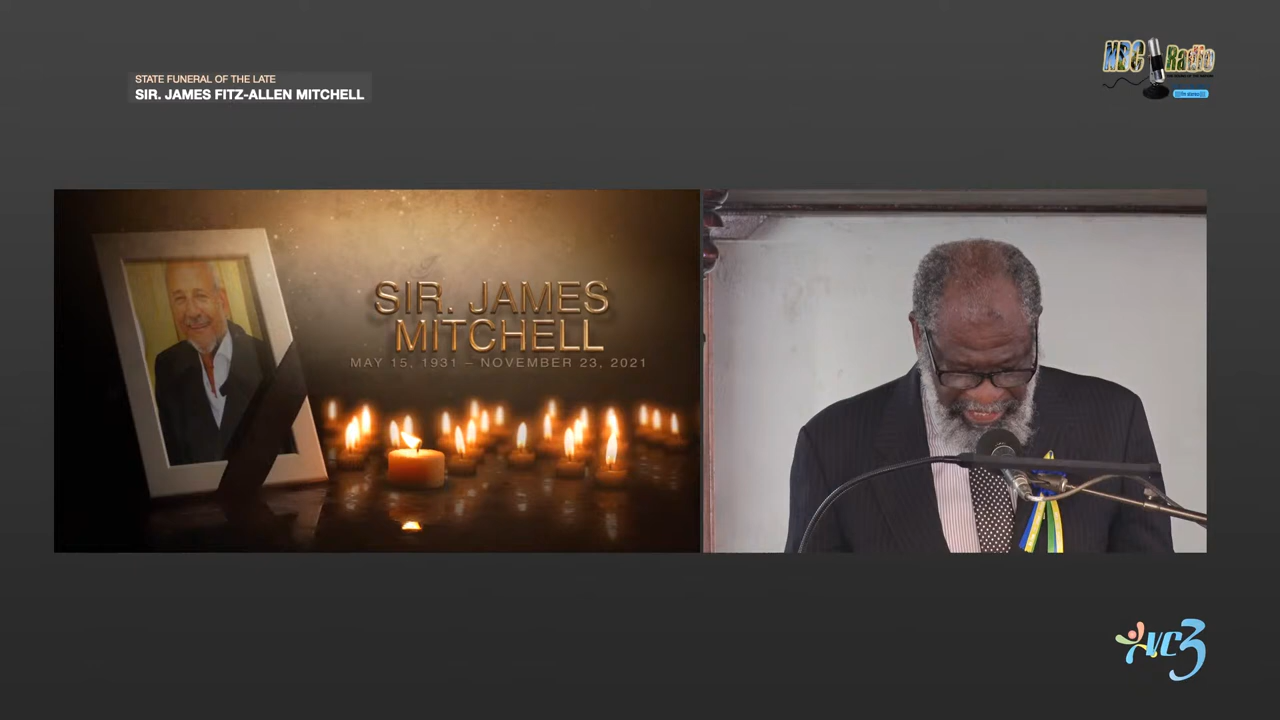 STATE FUNERAL OF THE LATE
SIR. JAMES FITZ-ALLEN MITCHELL
NBC Radio
SIR. JAMES
MITCHELL
MAY 15, 1931 – NOVEMBER 23, 2021
VC3